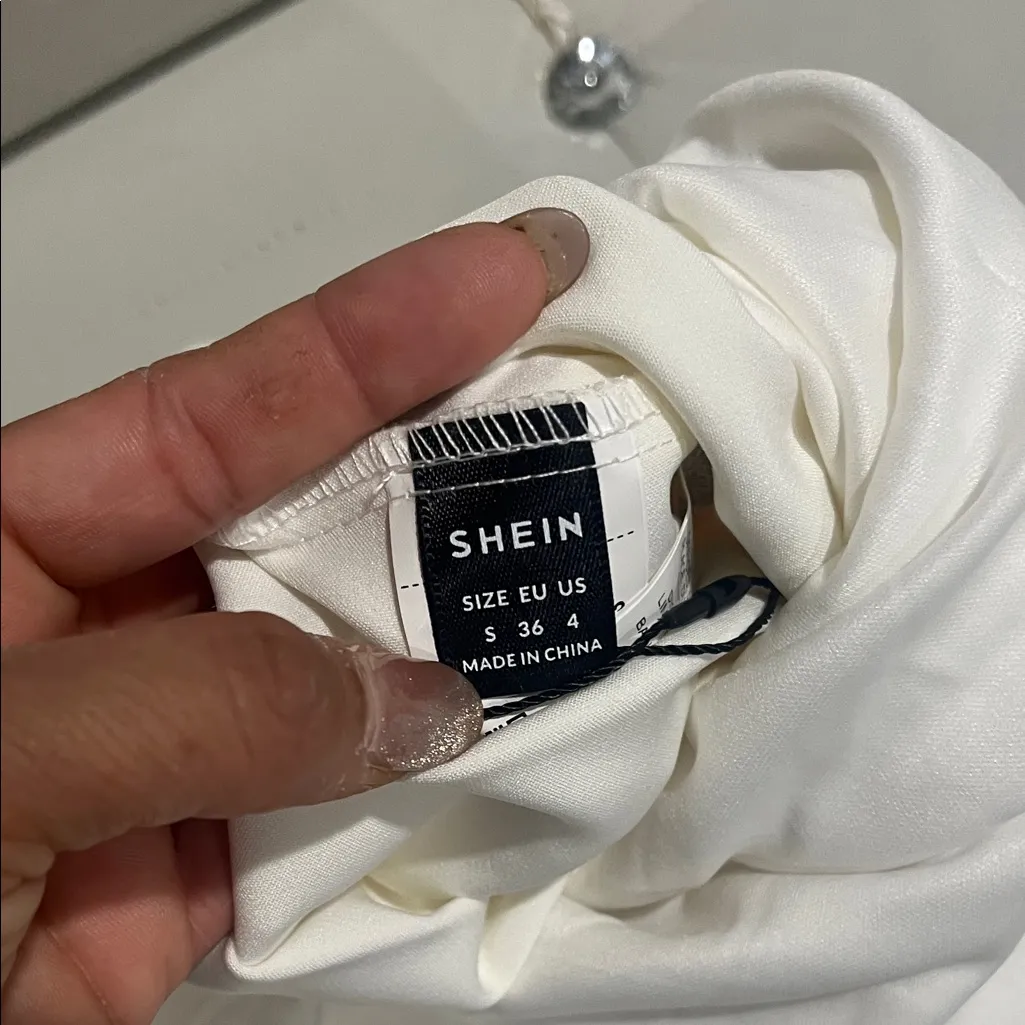 SHEIN
SIZE EU US
S 36 4
MADE IN CHINA